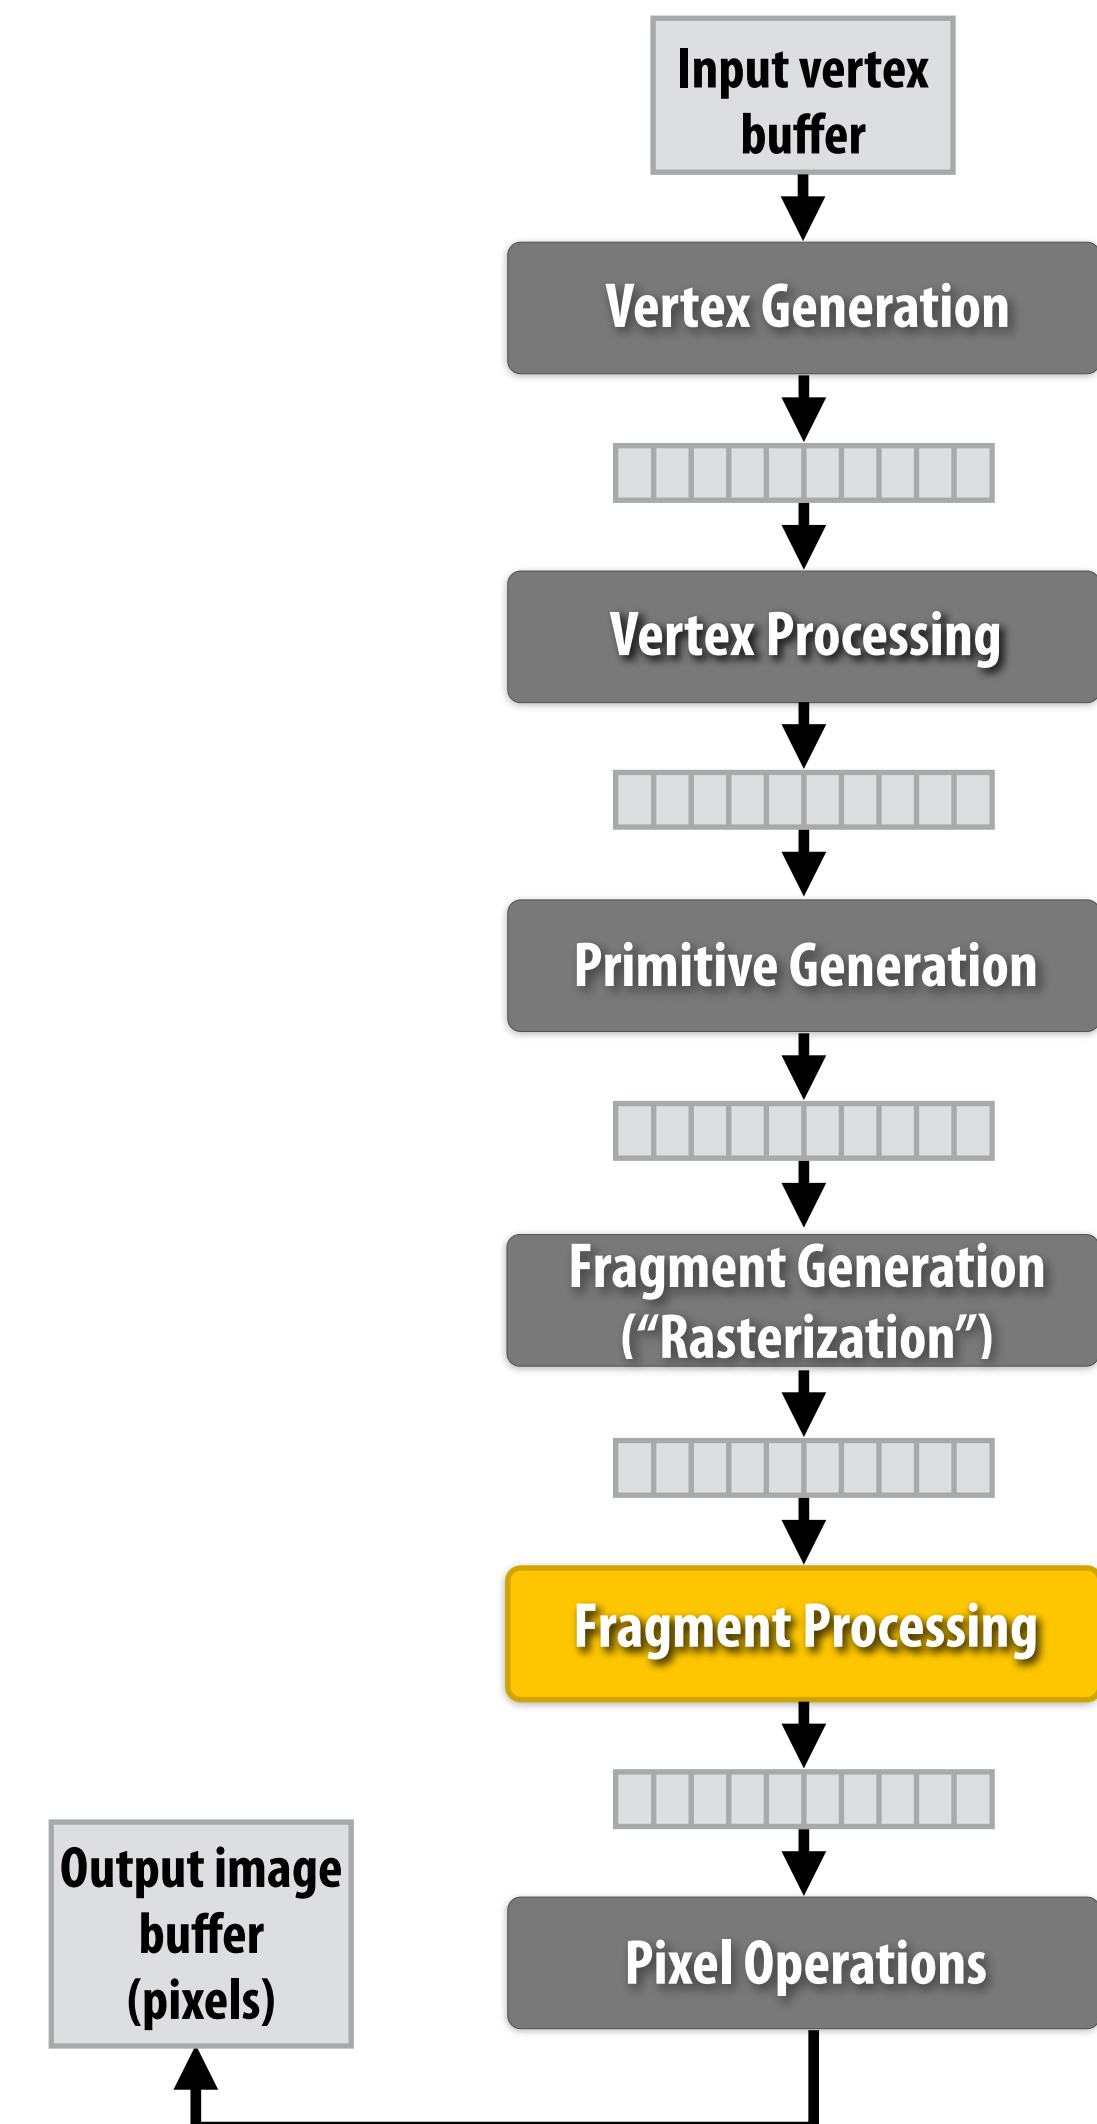 Input vertex
buffer
Vertex Generation
Vertex Processing
Primitive Generation
Fragment Generation
(“Rasterization”)
Fragment Processing
Output image
buffer
(pixels)
Pixel Operations